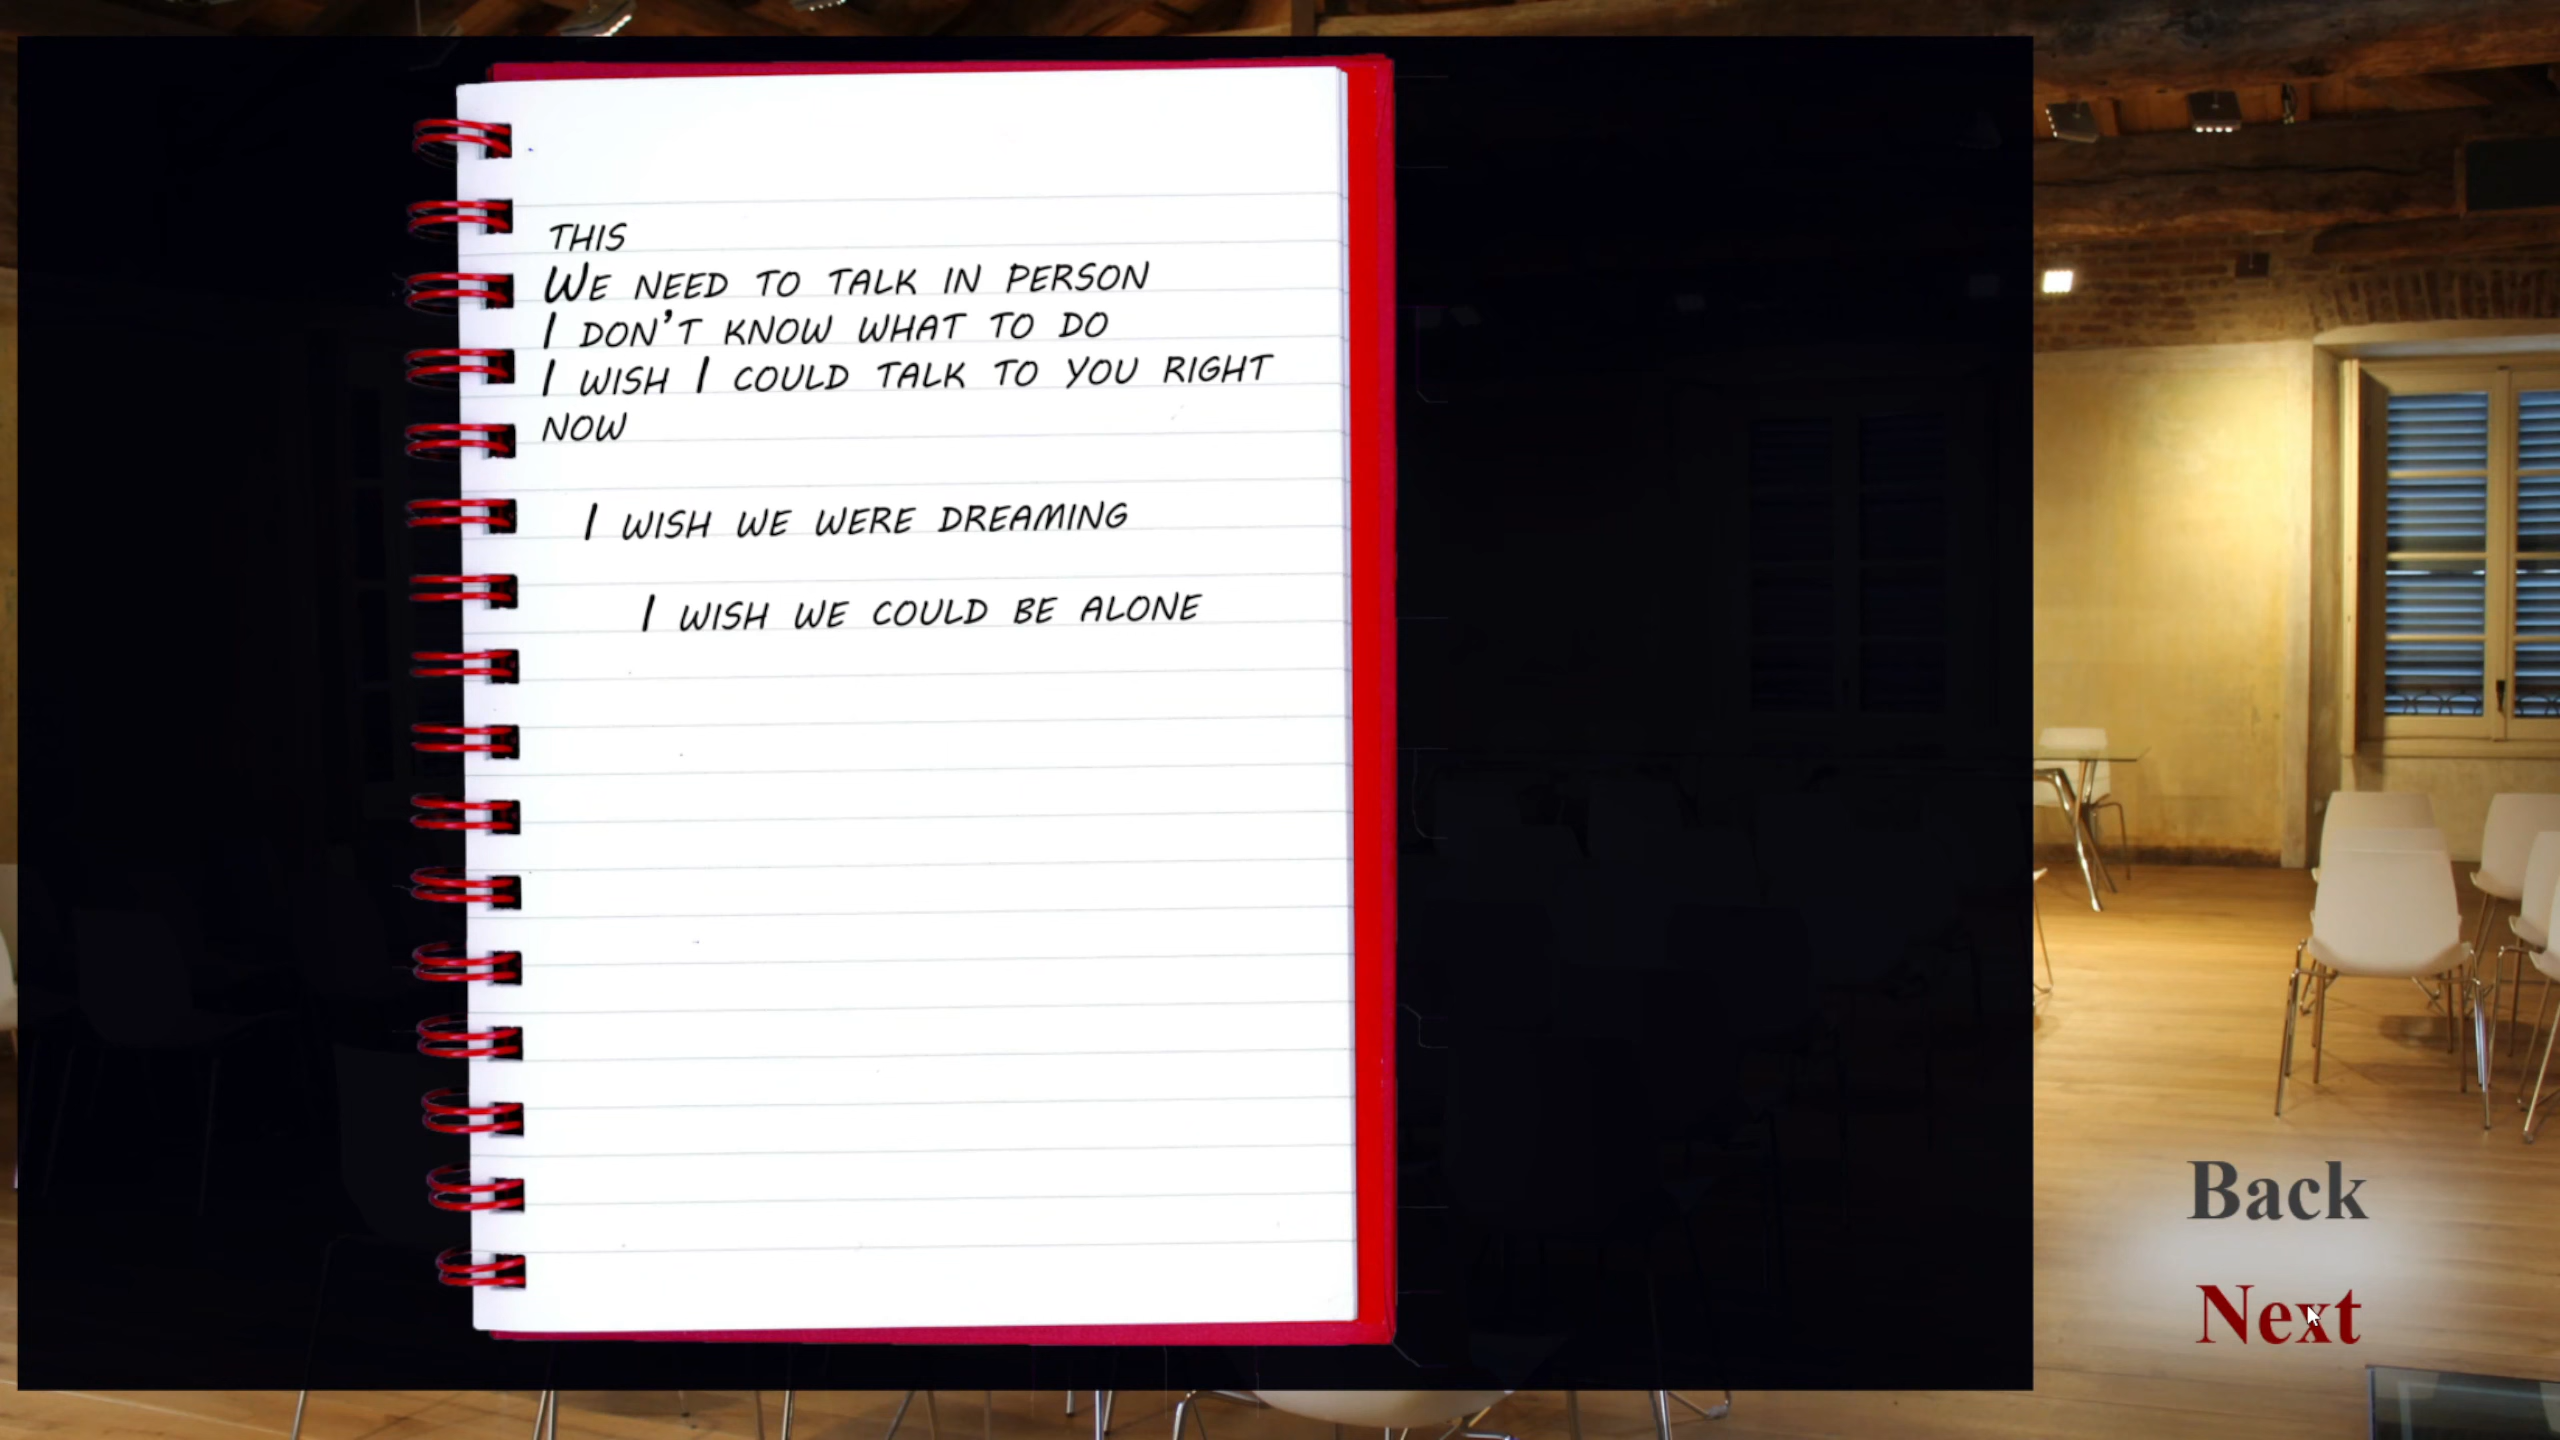 THIS
WE NEED TO TALK IN PERSON
I DON'T KNOW WHAT TO DO
I WISH I COULD TALK TO YOU RIGHT
NOW
I WISH WE WERE DREAMING
I WISH WE COULD BE ALONE
Back
Next